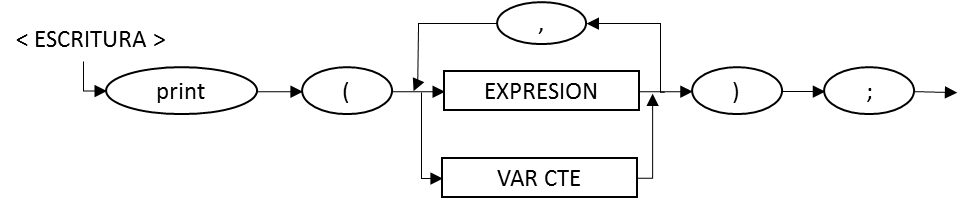 ,
< ESCRITURA >
print ( EXPRESION ) ;
VAR CTE